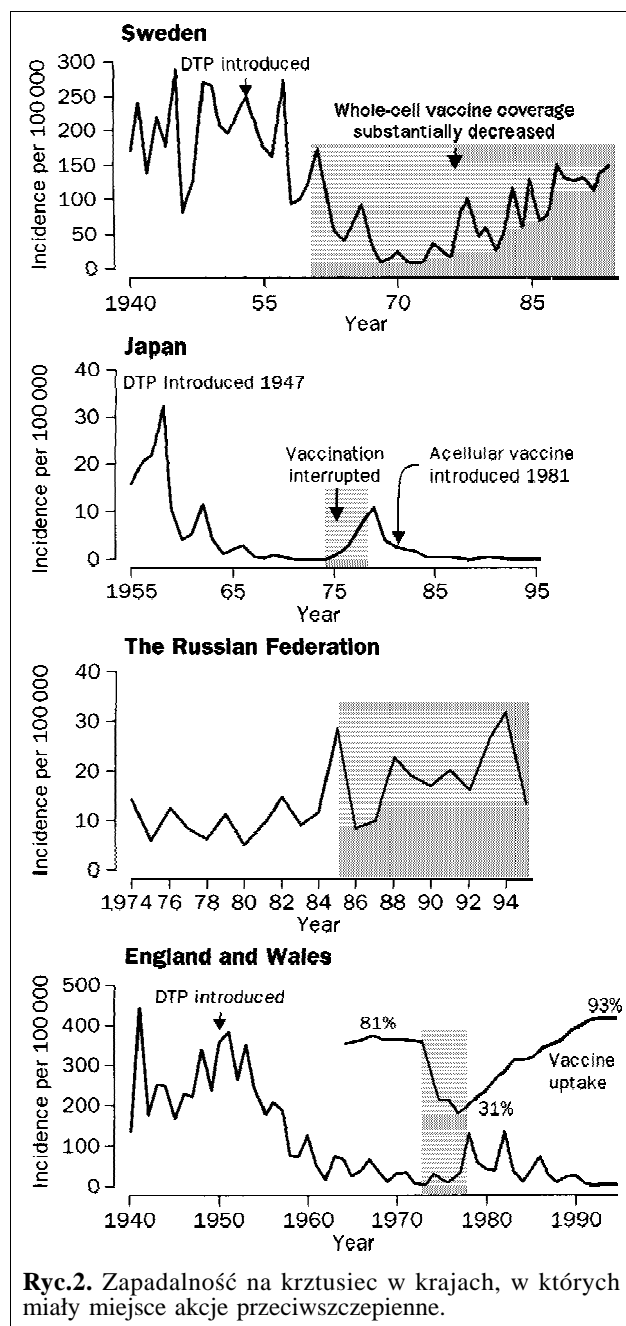 Sweden
DTP introduced
Whole-cell vaccine coverage
substantially decreased
Incidence per 100 000
300
250
200
150
100
50
0
1940
55
70
85
Year
Japan
DTP Introduced 1947
Vaccination
interrupted
Acellular vaccine
introduced 1981
Incidence per 100 000
40
30
20
10
0
1955
65
75
85
95
Year
The Russian Federation
Incidence per 100 000
40
30
20
10
0
1974 76 78 80 82 84 86 88 90 92 94
Year
England and Wales
DTP introduced
81%
93%
Vaccine
uptake
31%
Incidence per 100 000
500
400
300
200
100
0
1940
1950
1960
1970
1980
1990
Year
Ryc.2. Zapadalność na krztusiec w krajach, w których
miały miejsce akcje przeciwszczepienne.